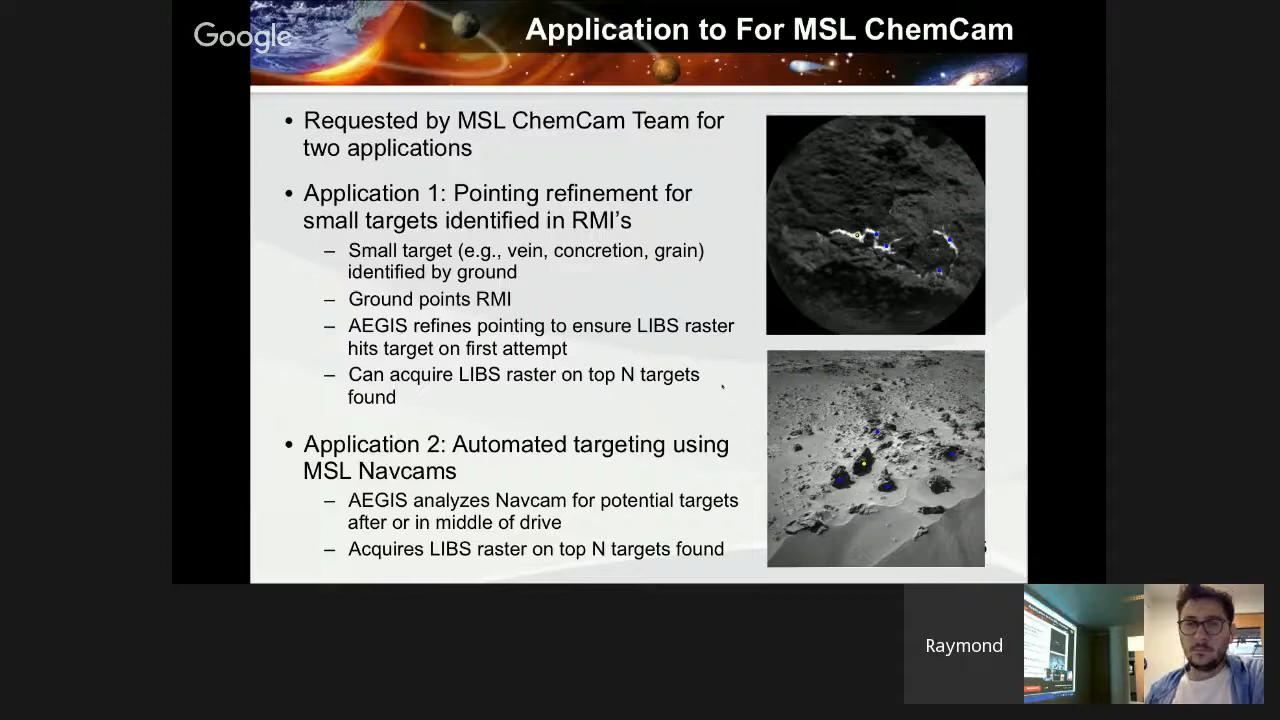 Google
Application to For MSL ChemCam
• Requested by MSL ChemCam Team for
two applications
• Application 1: Pointing refinement for
small targets identified in RMI's
– Small target (e.g., vein, concretion, grain)
identified by ground
– Ground points RMI
– AEGIS refines pointing to ensure LIBS raster
hits target on first attempt
– Can acquire LIBS raster on top N targets
found
• Application 2: Automated targeting using
MSL Navcams
– AEGIS analyzes Navcam for potential targets
after or in middle of drive
– Acquires LIBS raster on top N targets found
Raymond